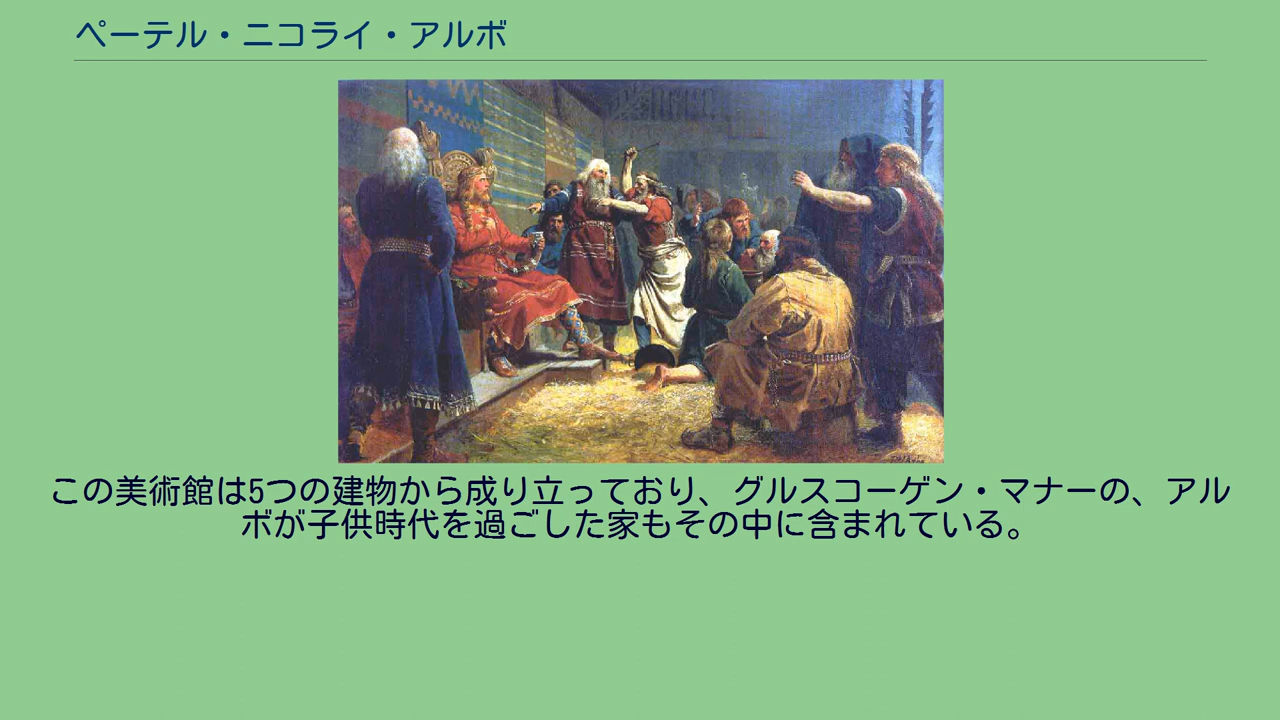 ペーテル・ニコライ・アルボ
この美術館は5つの建物から成り立っており、グルスコーゲン・マナーの、アル
ボが子供時代を過ごした家もその中に含まれている。